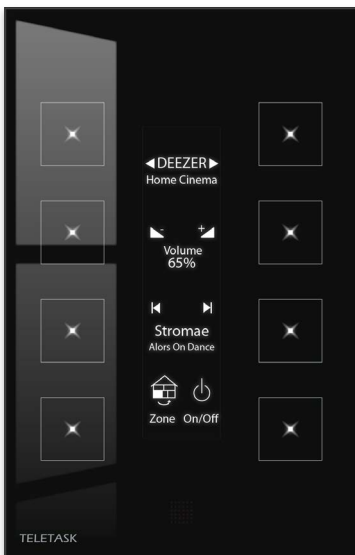 DEEZER
Home Cinema
- +
Volume
65%
Stromae
Alors On Dance
Zone On/Off
TELETASK